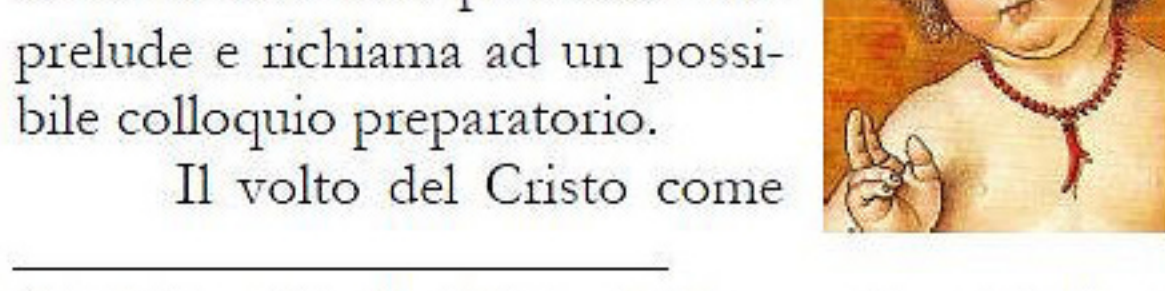 prelude e richiama ad un possi-
bile colloquio preparatorio.
Il volto del Cristo come